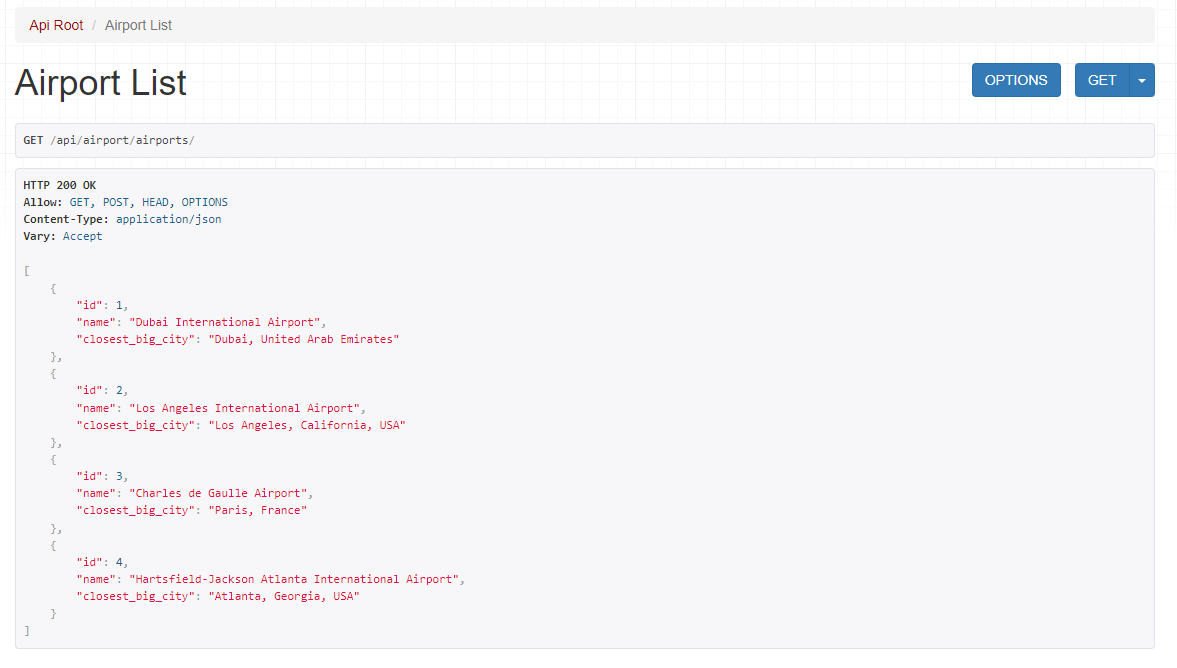 Api Root / Airport List
Airport List
OPTIONS
GET
GET /api/airport/airports/
HTTP 200 OK
Allow: GET, POST, HEAD, OPTIONS
Content-Type: application/json
Vary: Accept
[
    {
        "id": 1,
        "name": "Dubai International Airport",
        "closest_big_city": "Dubai, United Arab Emirates"
    },
    {
        "id": 2,
        "name": "Los Angeles International Airport",
        "closest_big_city": "Los Angeles, California, USA"
    },
    {
        "id": 3,
        "name": "Charles de Gaulle Airport",
        "closest_big_city": "Paris, France"
    },
    {
        "id": 4,
        "name": "Hartsfield-Jackson Atlanta International Airport",
        "closest_big_city": "Atlanta, Georgia, USA"
    }
]